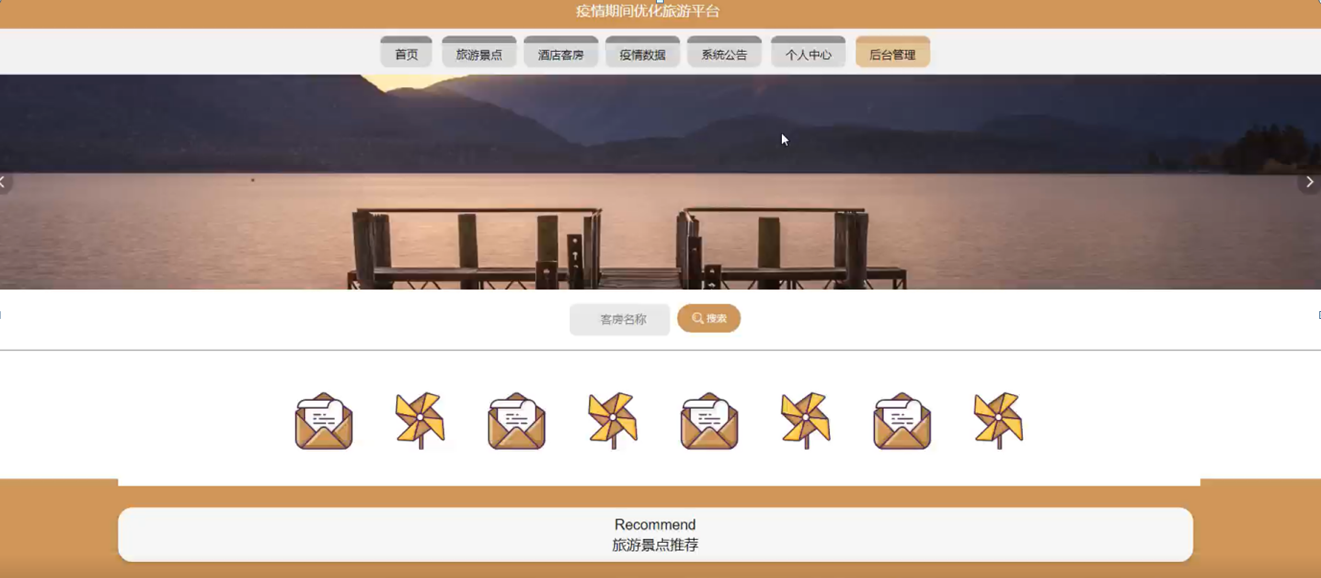 疫情期间优化旅游平台
首页 旅游景点 酒店客房 疫情数据 系统公告 个人中心 后台管理
客房名称 搜索
Recommend
旅游景点推荐